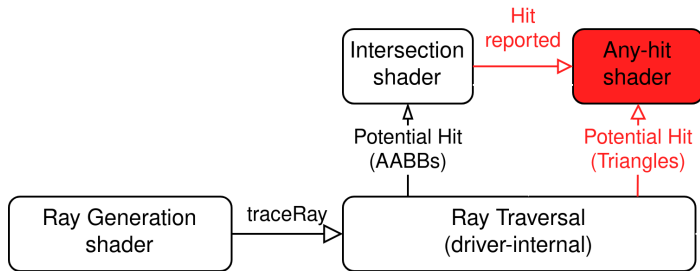 Hit
reported
Intersection
shader
Any-hit
shader
Potential Hit
(AABBs)
Potential Hit
(Triangles)
Ray Generation
shader
traceRay
Ray Traversal
(driver-internal)